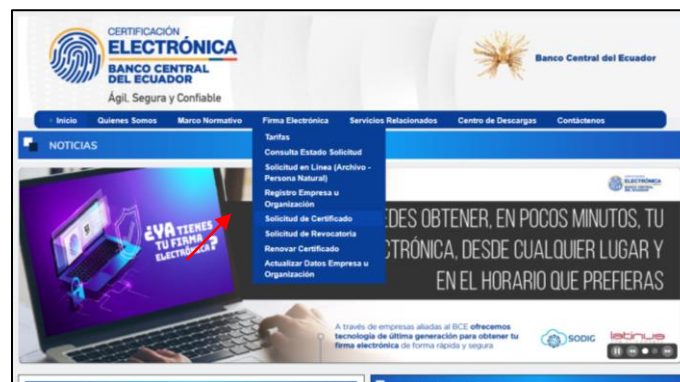 CERTIFICACIÓN
ELECTRÓNICA
BANCO CENTRAL
DEL ECUADOR
Ágil, Segura y Confiable
Banco Central del Ecuador
Inicio Quienes Somos Marco Normativo Firma Electrónica Servicios Relacionados Centro de Descargas Contáctenos
NOTICIAS
Tarifas
Consulta Estado Solicitud
Solicitud en Linea (Archivo -
Persona Natural)
Registro Empresa u
Organización
Solicitud de Certificado
Solicitud de Revocatoria
Renovar Certificado
Actualizar Datos Empresa u
Organización
¿YA TIENES
TU FIRMA
ELECTRÓNICA?
ELECTRÓNICA
EDES OBTENER, EN POCOS MINUTOS, TU
CTRÓNICA, DESDE CUALQUIER LUGAR Y
EN EL HORARIO QUE PREFIERAS
A través de empresas aliadas al BCE ofrecemos
tecnología de última generación para obtener tu
firma electrónica de forma rápida y segura
SODIG
latinus